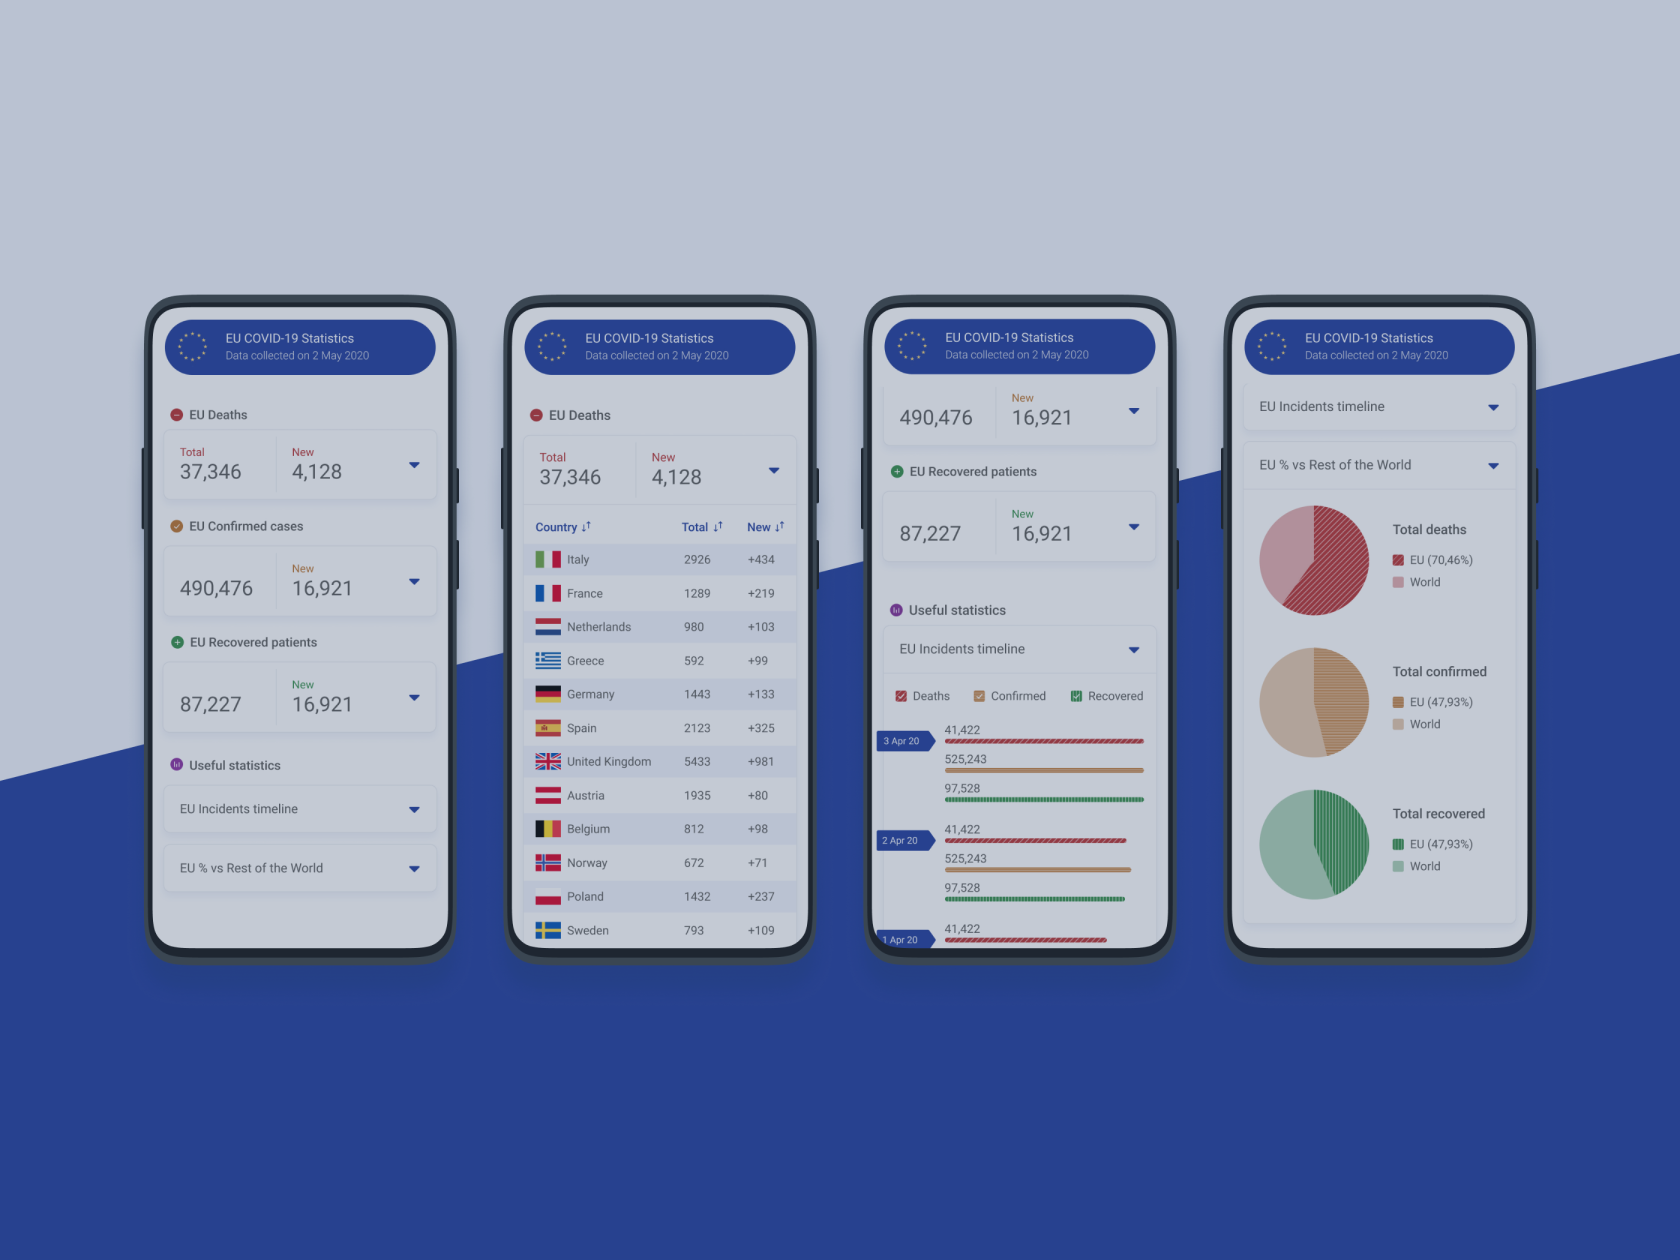 EU COVID-19 Statistics
Data collected on 2 May 2020
EU Deaths
Total New
37,346 4,128
EU Confirmed cases
New
490,476 16,921
EU Recovered patients
New
87,227 16,921
Useful statistics
EU Incidents timeline
EU % vs Rest of the World
EU COVID-19 Statistics
Data collected on 2 May 2020
EU Deaths
Total New
37,346 4,128
Country Total New
Italy 2926 +434
France 1289 +219
Netherlands 980 +103
Greece 592 +99
Germany 1443 +133
Spain 2123 +325
United Kingdom 5433 +981
Austria 1935 +80
Belgium 812 +98
Norway 672 +71
Poland 1432 +237
Sweden 793 +109
EU COVID-19 Statistics
Data collected on 2 May 2020
New
490,476 16,921
EU Recovered patients
New
87,227 16,921
Useful statistics
EU Incidents timeline
Deaths Confirmed Recovered
41,422
3 Apr 20
525,243
97,528
41,422
2 Apr 20
525,243
97,528
41,422
1 Apr 20
EU COVID-19 Statistics
Data collected on 2 May 2020
EU Incidents timeline
EU % vs Rest of the World
Total deaths
EU (70,46%)
World
Total confirmed
EU (47,93%)
World
Total recovered
EU (47,93%)
World